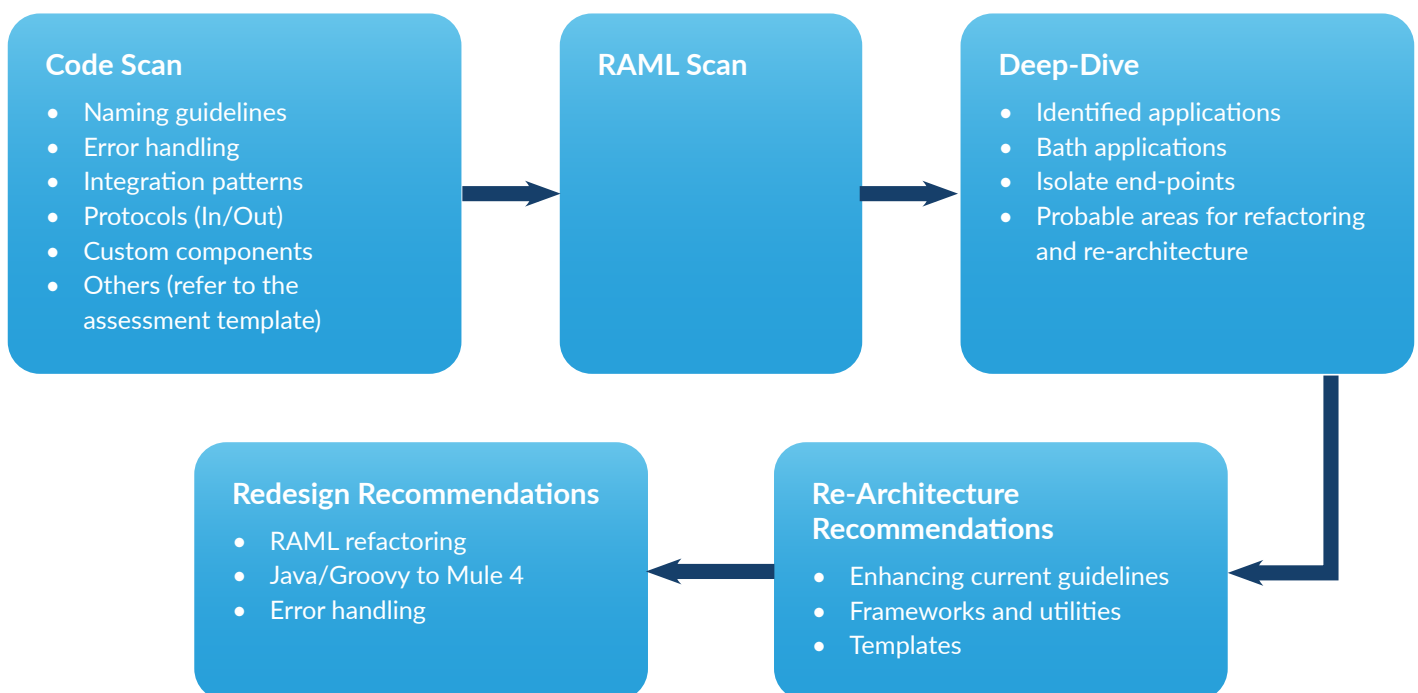 Code Scan
• Naming guidelines
• Error handling
• Integration patterns
• Protocols (In/Out)
• Custom components
• Others (refer to the
assessment template)
RAML Scan
Deep-Dive
• Identified applications
• Bath applications
• Isolate end-points
• Probable areas for refactoring
and re-architecture
Re-Architecture
Recommendations
• Enhancing current guidelines
• Frameworks and utilities
• Templates
Redesign Recommendations
• RAML refactoring
• Java/Groovy to Mule 4
• Error handling